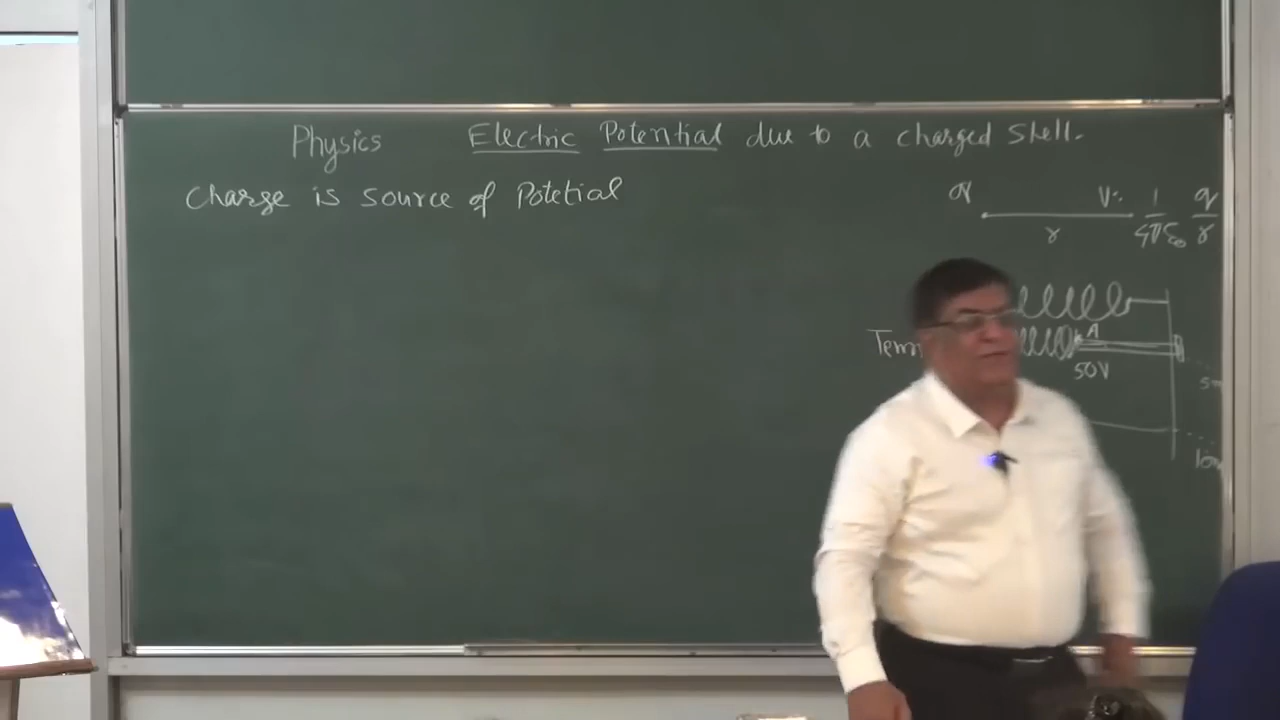 Physics Electric Potential due to a charged Shell.
Charge is source of Potetial
q V = 1/4πε₀ q/r
r
A
50V